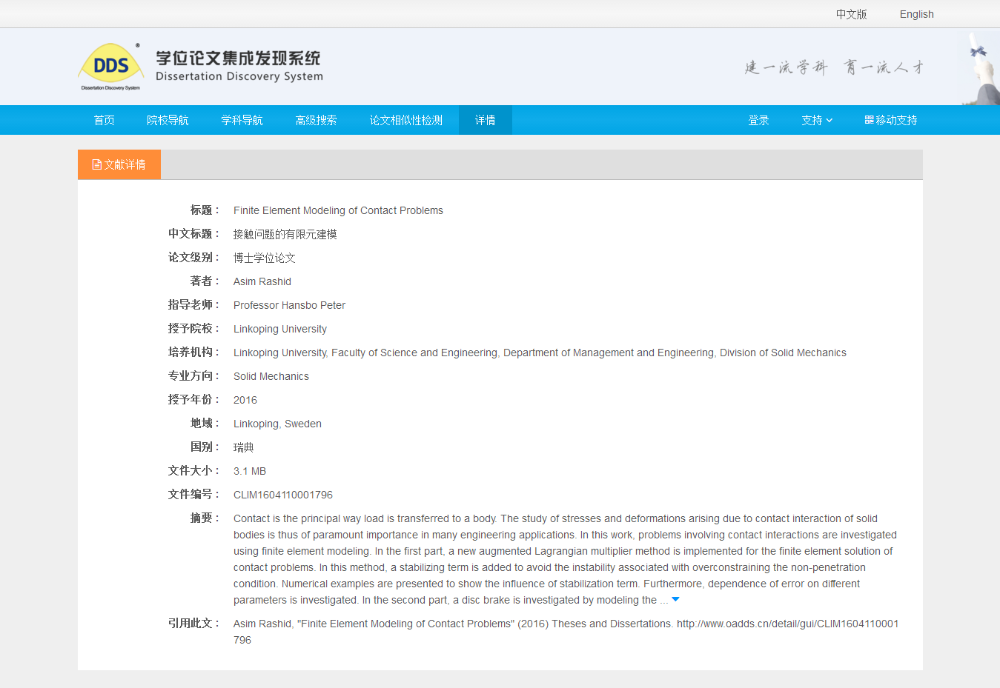 中文版 English
DDS
Dissertation Discovery System
学位论文集成发现系统
Dissertation Discovery System
建一流学科 育一流人才
首页 院校导航 学科导航 高级搜索 论文相似性检测 详情 登录 支持 移动支持
文献详情
标题： Finite Element Modeling of Contact Problems
中文标题： 接触问题的有限元建模
论文级别： 博士学位论文
著者： Asim Rashid
指导老师： Professor Hansbo Peter
授予院校： Linkoping University
培养机构： Linkoping University, Faculty of Science and Engineering, Department of Management and Engineering, Division of Solid Mechanics
专业方向： Solid Mechanics
授予年份： 2016
地域： Linkoping, Sweden
国别： 瑞典
文件大小： 3.1 MB
文件编号： CLIM1604110001796
摘要： Contact is the principal way load is transferred to a body. The study of stresses and deformations arising due to contact interaction of solid
bodies is thus of paramount importance in many engineering applications. In this work, problems involving contact interactions are investigated
using finite element modeling. In the first part, a new augmented Lagrangian multiplier method is implemented for the finite element solution of
contact problems. In this method, a stabilizing term is added to avoid the instability associated with overconstraining the non-penetration
condition. Numerical examples are presented to show the influence of stabilization term. Furthermore, dependence of error on different
parameters is investigated. In the second part, a disc brake is investigated by modeling the ...
引用此文： Asim Rashid, "Finite Element Modeling of Contact Problems" (2016) Theses and Dissertations. http://www.oadds.cn/detail/gui/CLIM1604110001
796